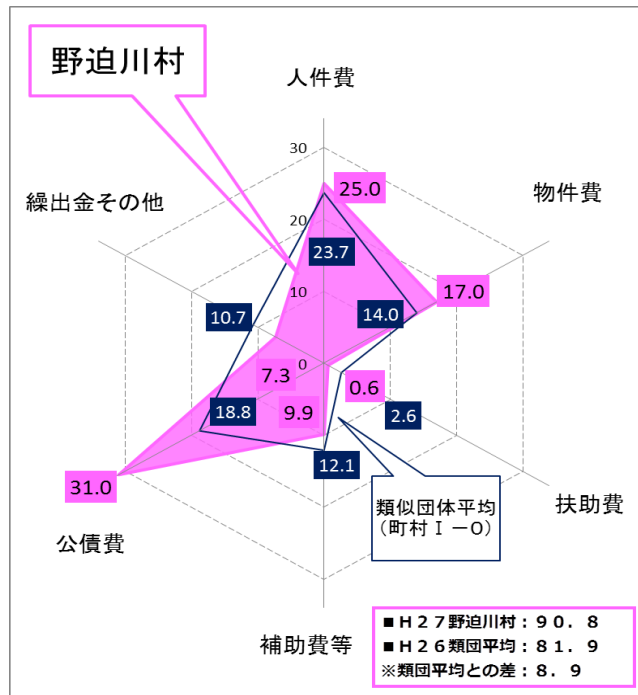 野迫川村
人件費
30
25.0
繰出金その他
物件費
20
23.7
17.0
10
14.0
10.7
0
7.3
0.6
9.9
18.8
2.6
12.1
31.0
類似団体平均
（町村Ⅰ－０）
扶助費
公債費
補助費等
■Ｈ２７野迫川村：９０．８
■Ｈ２６類団平均：８１．９
※類団平均との差：８．９